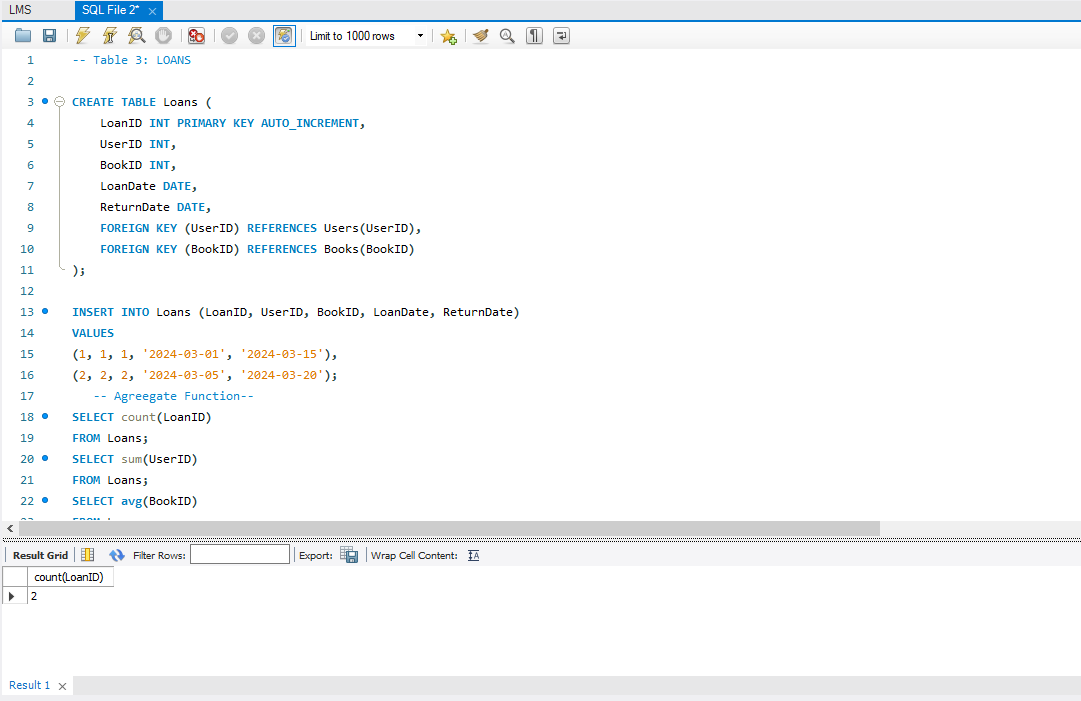 LMS SQL File 2* ×
Limit to 1000 rows
1 -- Table 3: LOANS
2
3 CREATE TABLE Loans (
4 LoanID INT PRIMARY KEY AUTO_INCREMENT,
5 UserID INT,
6 BookID INT,
7 LoanDate DATE,
8 ReturnDate DATE,
9 FOREIGN KEY (UserID) REFERENCES Users(UserID),
10 FOREIGN KEY (BookID) REFERENCES Books(BookID)
11 );
12
13 INSERT INTO Loans (LoanID, UserID, BookID, LoanDate, ReturnDate)
14 VALUES
15 (1, 1, 1, '2024-03-01', '2024-03-15'),
16 (2, 2, 2, '2024-03-05', '2024-03-20');
17 -- Agreegate Function--
18 SELECT count(LoanID)
19 FROM Loans;
20 SELECT sum(UserID)
21 FROM Loans;
22 SELECT avg(BookID)
Result Grid Filter Rows: Export: Wrap Cell Content: IA
count(LoanID)
2
Result 1 ×